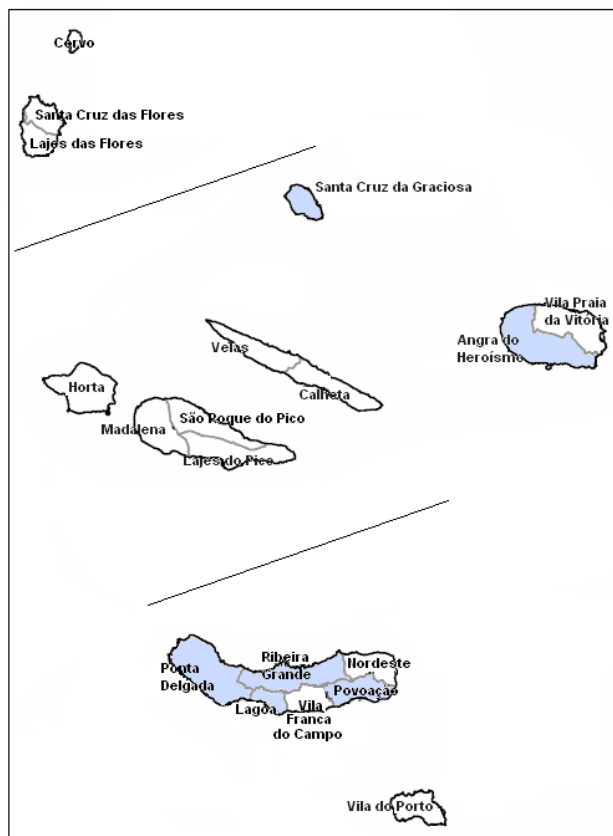 Corvo
Santa Cruz das Flores
Lajes das Flores
Santa Cruz da Graciosa
Vila Praia
da Vitória
Angra do
Heroísmo
Velas
Calheta
Horta
São Roque do Pico
Madalena
Lajes do Pico
Ribeira
Grande
Nordeste
Ponta
Delgada
Povoação
Lagoa
Vila
Franca
do Campo
Vila do Porto